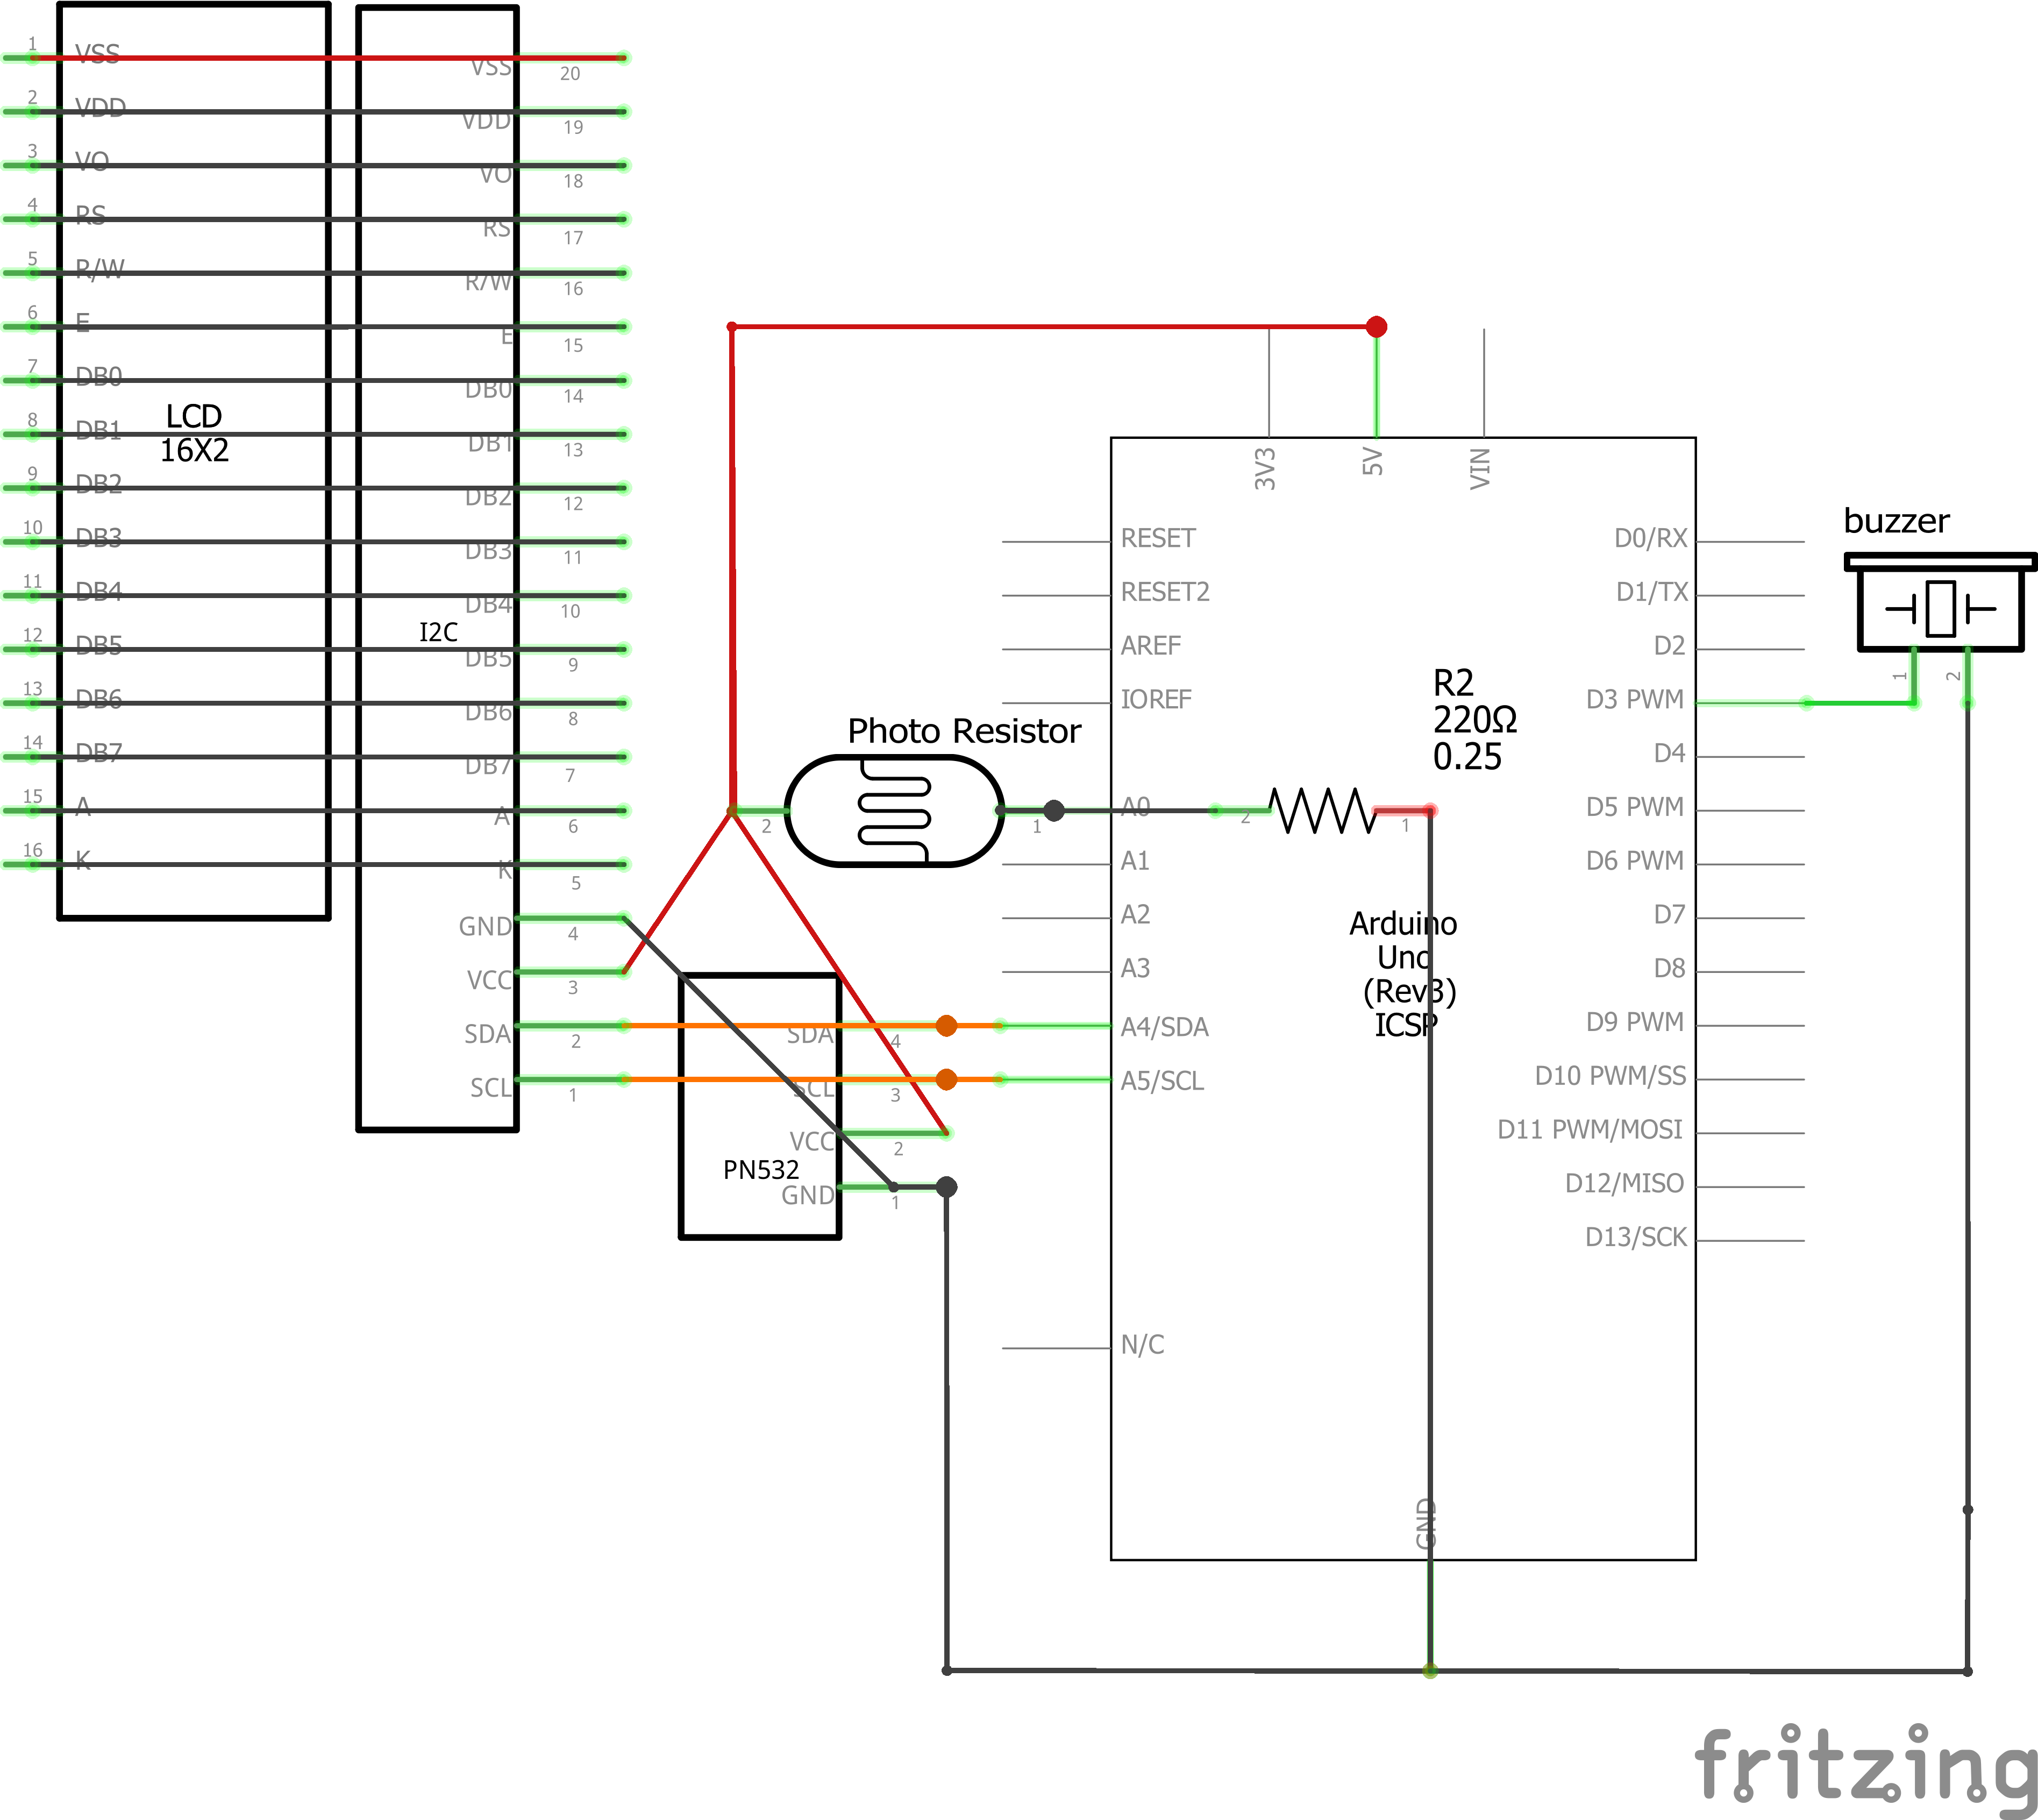 1
VSS
2
VDD
3
VO
4
RS
5
R/W
6
E
7
DB0
8
DB1
9
DB2
10
DB3
11
DB4
12
DB5
13
DB6
14
DB7
15
A
16
K
LCD
16X2
VSS
20
VDD
19
VO
18
RS
17
R/W
16
E
15
DB0
14
DB1
13
DB2
12
DB3
11
DB4
10
DB5
9
DB6
8
DB7
7
A
6
K
5
GND
4
VCC
3
SDA
2
SCL
1
I2C
SDA
4
SCL
3
VCC
2
GND
1
PN532
Photo Resistor
2
1
3V3
5V
VIN
RESET
RESET2
AREF
IOREF
A0
A1
A2
A3
A4/SDA
A5/SCL
N/C
R2
220Ω
0.25
2
1
Arduino
Uno
(Rev3)
ICSP
D0/RX
D1/TX
D2
D3 PWM
D4
D5 PWM
D6 PWM
D7
D8
D9 PWM
D10 PWM/SS
D11 PWM/MOSI
D12/MISO
D13/SCK
GND
buzzer
1
2
fritzing